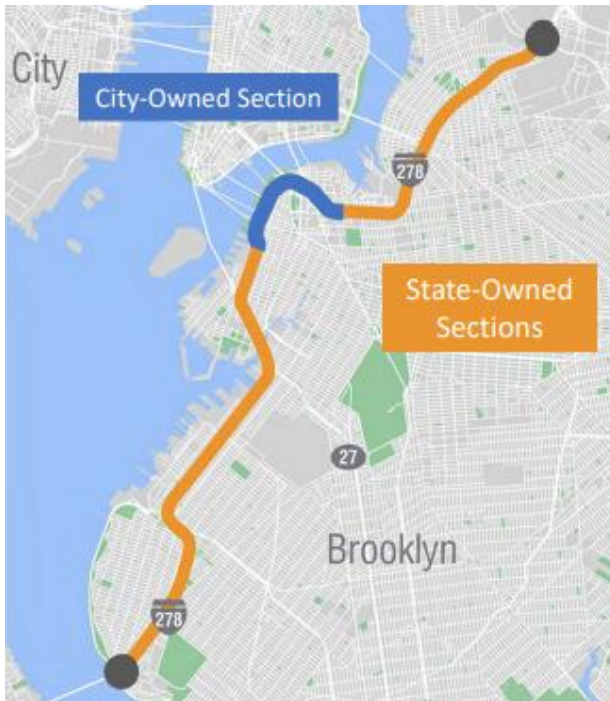 City
City-Owned Section
278
State-Owned
Sections
27
Brooklyn
278